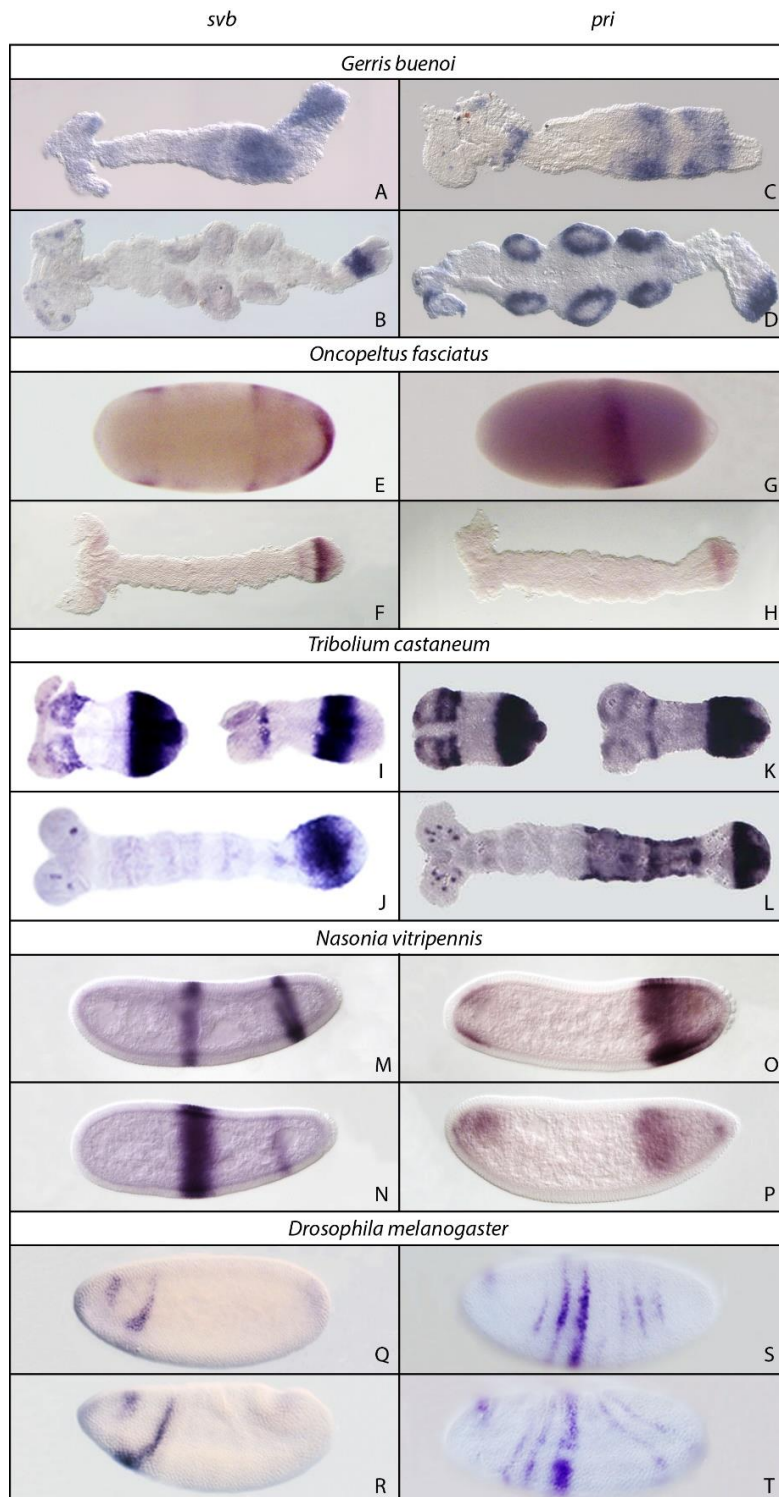 svb pri
Gerris buenoi
A C
B D
Oncopeltus fasciatus
E G
F H
Tribolium castaneum
I K
J L
Nasonia vitripennis
M O
N P
Drosophila melanogaster
Q S
R T